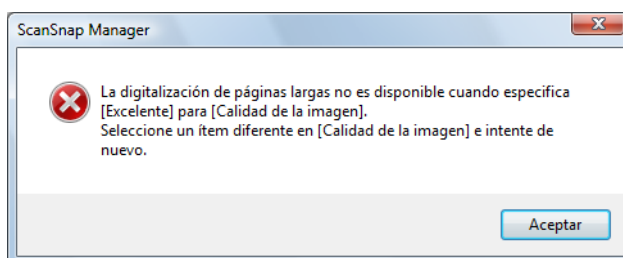 ScanSnap Manager
La digitalización de páginas largas no es disponible cuando especifica
[Excelente] para [Calidad de la imagen].
Seleccione un ítem diferente en [Calidad de la imagen] e intente de
nuevo.
Aceptar